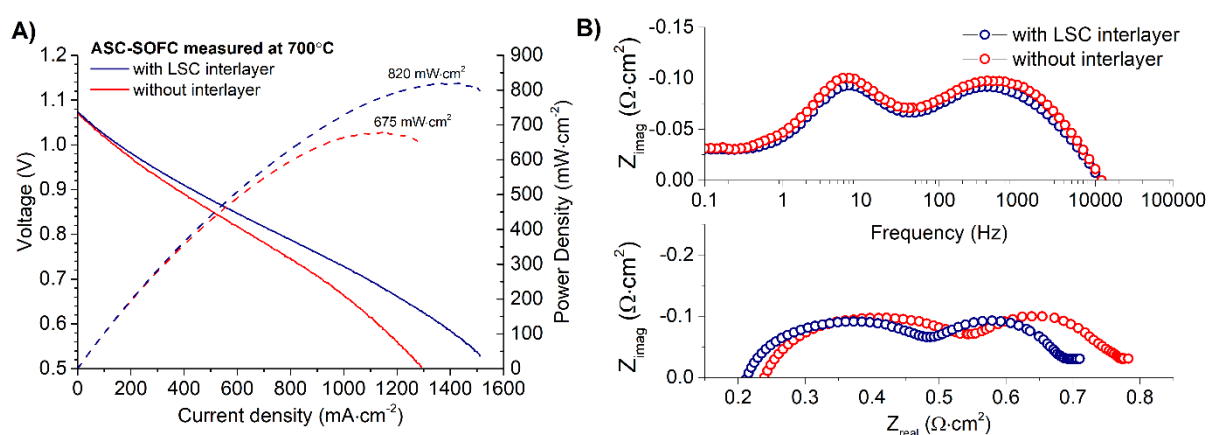 A)
ASC-SOFC measured at 700°C
with LSC interlayer
without interlayer
820 mW·cm²
675 mW·cm²
1.2
1.1
1.0
0.9
0.8
0.7
0.6
0.5
Voltage (V)
900
800
700
600
500
400
300
200
100
0
Power Density (mW·cm⁻²)
0 200 400 600 800 1000 1200 1400 1600
Current density (mA·cm⁻²)
B)
with LSC interlayer
without interlayer
-0.15
-0.10
-0.05
0.00
Z_imag (Ω·cm²)
0.1 1 10 100 1000 10000 100000
Frequency (Hz)
-0.2
-0.1
0.0
Z_imag (Ω·cm²)
0.2 0.3 0.4 0.5 0.6 0.7 0.8
Z_real (Ω·cm²)